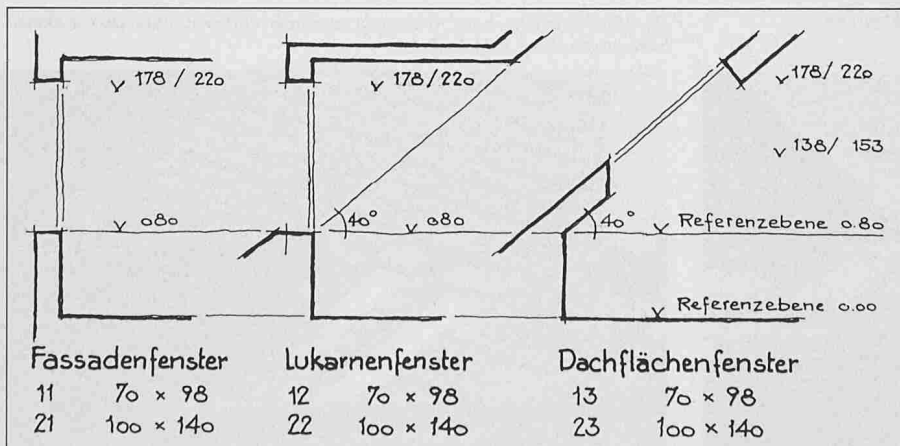 178 / 220
178/220
178/ 220
138/ 153
080
40°
080
40°
Referenzebene 0.80
Referenzebene 0.00
Fassadenfenster
11 70 × 98
21 100 × 140
Lukarnenfenster
12 70 × 98
22 100 × 140
Dachflächenfenster
13 70 × 98
23 100 × 140